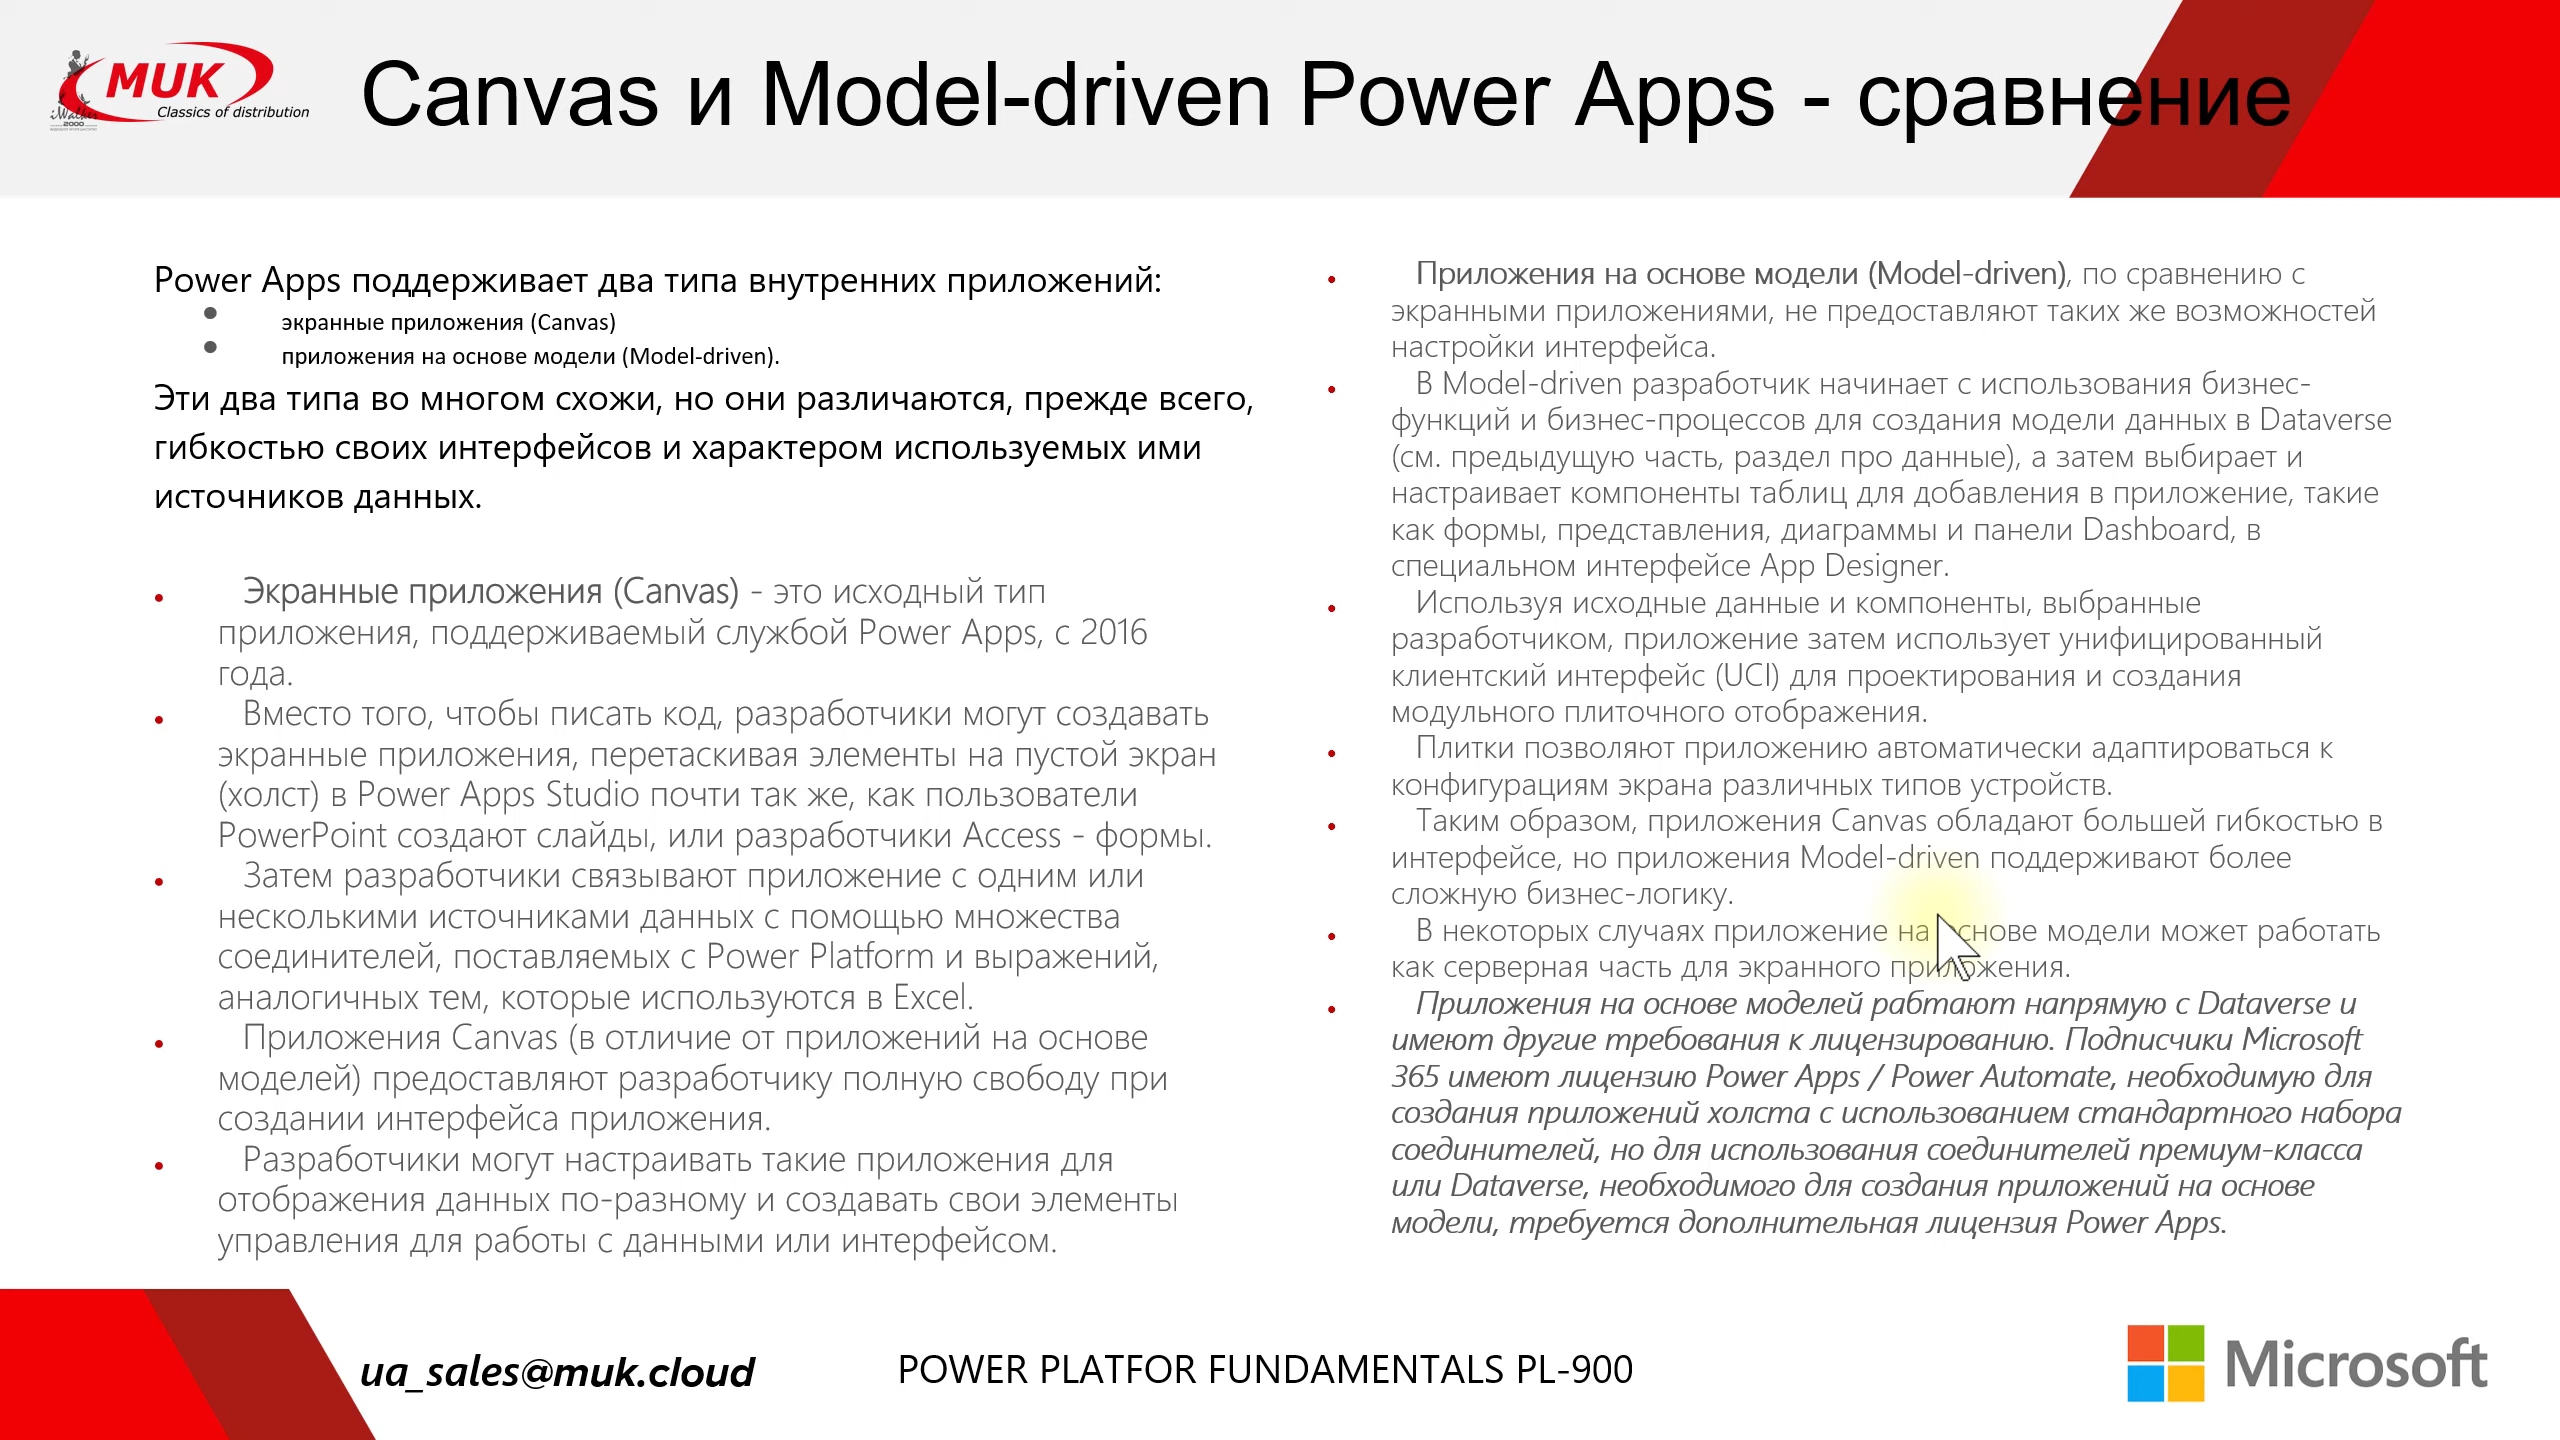 MUK
Classics of distribution
iWalker
2000
Canvas и Model-driven Power Apps - сравнение
Power Apps поддерживает два типа внутренних приложений:
экранные приложения (Canvas)
приложения на основе модели (Model-driven).
Эти два типа во многом схожи, но они различаются, прежде всего,
гибкостью своих интерфейсов и характером используемых ими
источников данных.
Экранные приложения (Canvas) - это исходный тип
приложения, поддерживаемый службой Power Apps, с 2016
года.
Вместо того, чтобы писать код, разработчики могут создавать
экранные приложения, перетаскивая элементы на пустой экран
(холст) в Power Apps Studio почти так же, как пользователи
PowerPoint создают слайды, или разработчики Access - формы.
Затем разработчики связывают приложение с одним или
несколькими источниками данных с помощью множества
соединителей, поставляемых с Power Platform и выражений,
аналогичных тем, которые используются в Excel.
Приложения Canvas (в отличие от приложений на основе
моделей) предоставляют разработчику полную свободу при
создании интерфейса приложения.
Разработчики могут настраивать такие приложения для
отображения данных по-разному и создавать свои элементы
управления для работы с данными или интерфейсом.
Приложения на основе модели (Model-driven), по сравнению с
экранными приложениями, не предоставляют таких же возможностей
настройки интерфейса.
В Model-driven разработчик начинает с использования бизнес-
функций и бизнес-процессов для создания модели данных в Dataverse
(см. предыдущую часть, раздел про данные), а затем выбирает и
настраивает компоненты таблиц для добавления в приложение, такие
как формы, представления, диаграммы и панели Dashboard, в
специальном интерфейсе App Designer.
Используя исходные данные и компоненты, выбранные
разработчиком, приложение затем использует унифицированный
клиентский интерфейс (UCI) для проектирования и создания
модульного плиточного отображения.
Плитки позволяют приложению автоматически адаптироваться к
конфигурациям экрана различных типов устройств.
Таким образом, приложения Canvas обладают большей гибкостью в
интерфейсе, но приложения Model-driven поддерживают более
сложную бизнес-логику.
В некоторых случаях приложение на основе модели может работать
как серверная часть для экранного приложения.
Приложения на основе моделей рабтают напрямую с Dataverse и
имеют другие требования к лицензированию. Подписчики Microsoft
365 имеют лицензию Power Apps / Power Automate, необходимую для
создания приложений холста с использованием стандартного набора
соединителей, но для использования соединителей премиум-класса
или Dataverse, необходимого для создания приложений на основе
модели, требуется дополнительная лицензия Power Apps.
ua_sales@muk.cloud
POWER PLATFOR FUNDAMENTALS PL-900
Microsoft